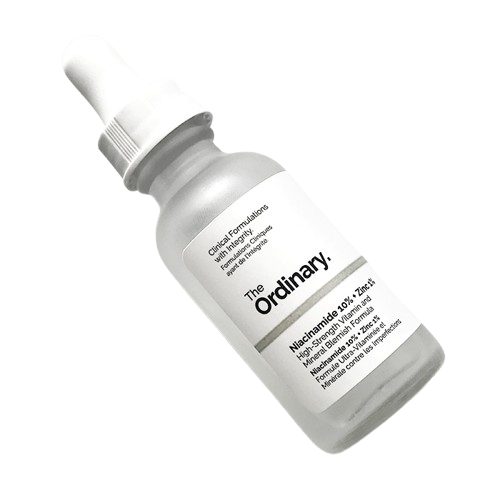 Clinical Formulations
with Integrity.
Formulations Cliniques
ayant de l'Intégrité.
The
Ordinary.
Niacinamide 10% + Zinc 1%
High-Strength Vitamin and
Mineral Blemish Formula
Niacinamide 10% + Zinc 1%
Formule Ultra-Vitaminée et
Minérale contre les Imperfections